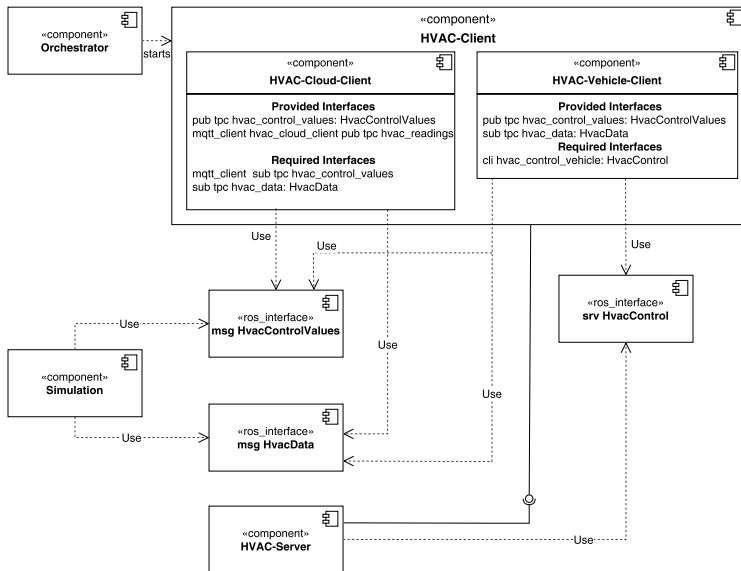 «component»
Orchestrator
starts
«component»
HVAC-Client
«component»
HVAC-Cloud-Client
Provided Interfaces
pub tpc hvac_control_values: HvacControlValues
mqtt_client hvac_cloud_client pub tpc hvac_readings
Required Interfaces
mqtt_client sub tpc hvac_control_values
sub tpc hvac_data: HvacData
«component»
HVAC-Vehicle-Client
Provided Interfaces
pub tpc hvac_control_values: HvacControlValues
sub tpc hvac_data: HvacData
Required Interfaces
cli hvac_control_vehicle: HvacControl
Use
Use
Use
«ros_interface»
msg HvacControlValues
«ros_interface»
srv HvacControl
Use
«component»
Simulation
Use
Use
Use
«ros_interface»
msg HvacData
«component»
HVAC-Server
Use